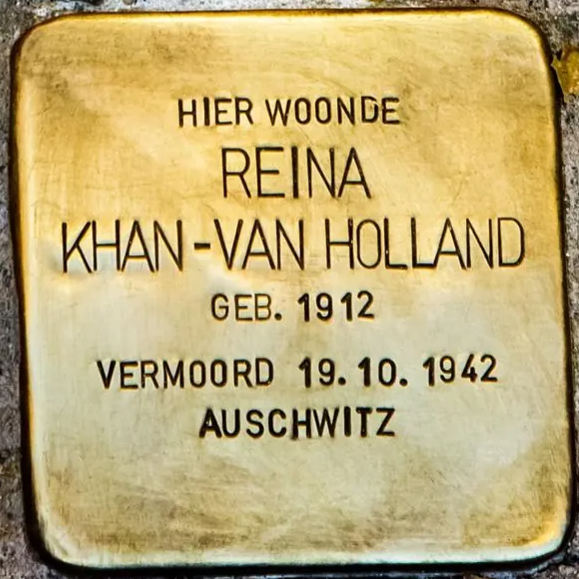 HIER WOONDE
REINA
KHAN-VAN HOLLAND
GEB. 1912
VERMOORD 19.10.1942
AUSCHWITZ